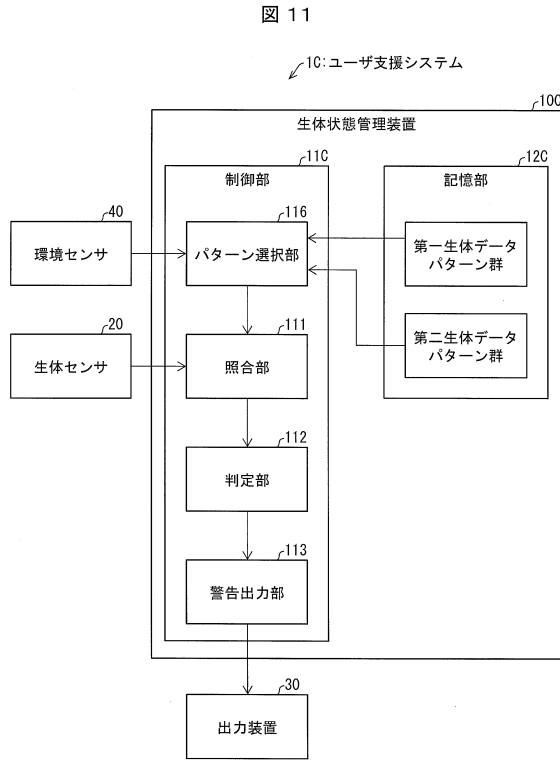 図 11
1C:ユーザ支援システム
100
生体状態管理装置
11C
制御部
12C
記憶部
40
環境センサ
116
パターン選択部
第一生体データ
パターン群
20
生体センサ
111
照合部
第二生体データ
パターン群
112
判定部
113
警告出力部
30
出力装置